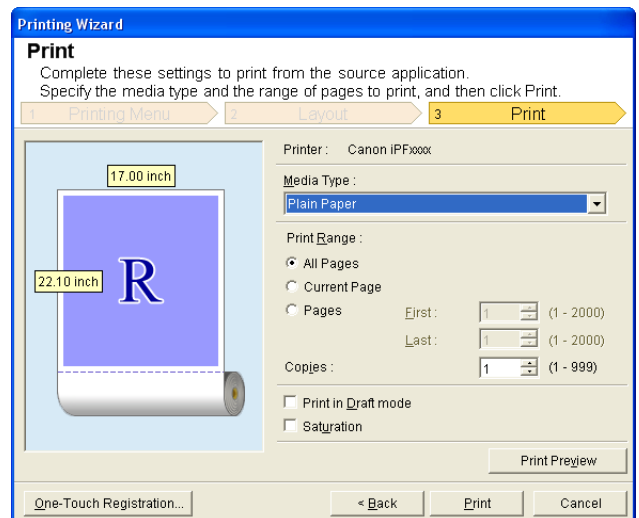 Printing Wizard
Print
Complete these settings to print from the source application.
Specify the media type and the range of pages to print, and then click Print.
1 Printing Menu 2 Layout 3 Print
Printer : Canon iPFxxxx
17.00 inch
Media Type :
Plain Paper
Print Range :
All Pages
22.10 inch
R
Current Page
Pages First : 1 (1 - 2000)
Last : 1 (1 - 2000)
Copies : 1 (1 - 999)
Print in Draft mode
Saturation
Print Preview
One-Touch Registration... < Back Print Cancel